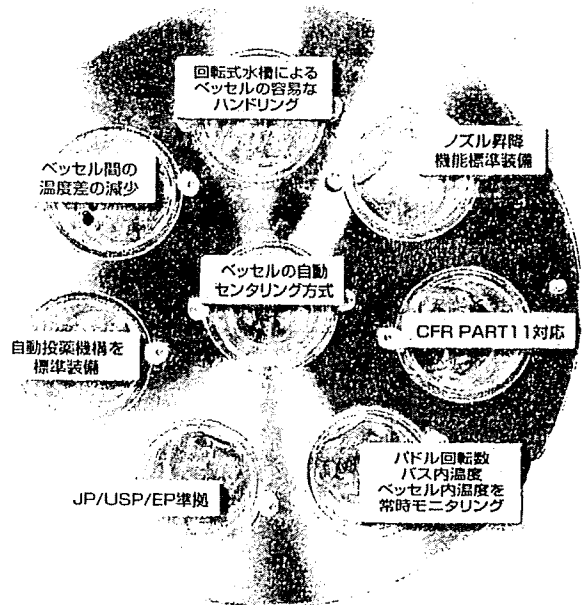 回転式水槽による
ベッセルの容易な
ハンドリング
ノズル昇降
機能標準装備
ベッセル間の
温度差の減少
ベッセルの自動
センタリング方式
CFR PART11対応
自動投薬機構を
標準装備
パドル回転数
バス内温度
ベッセル内温度を
常時モニタリング
JP/USP/EP準拠